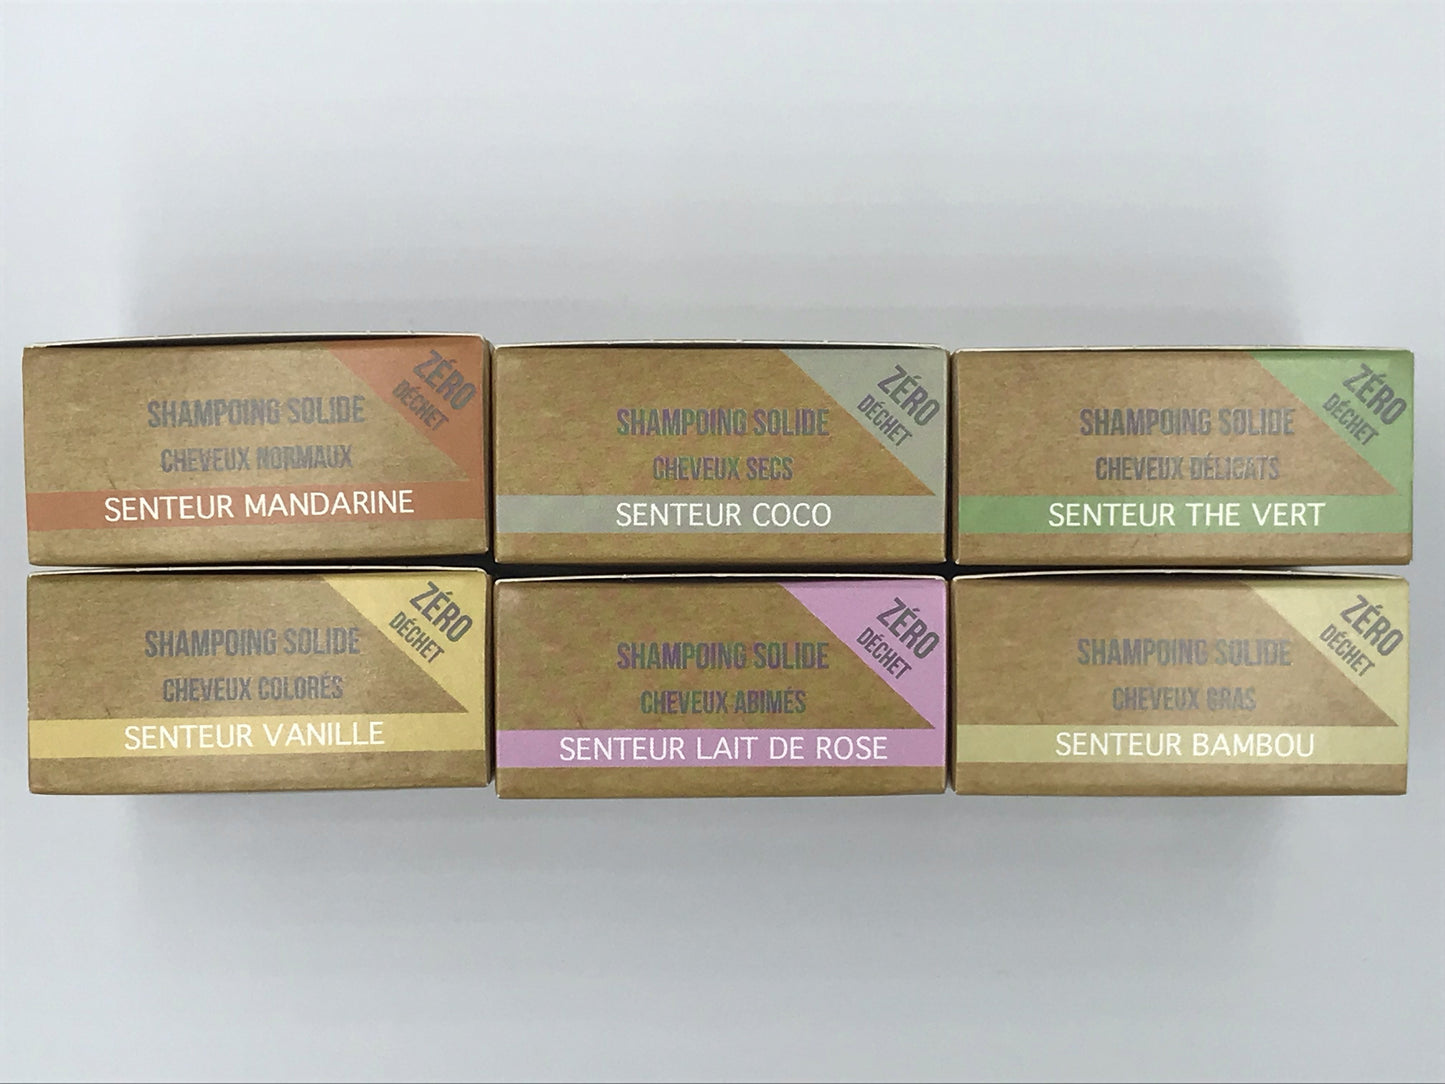 SHAMPOING SOLIDE
CHEVEUX NORMAUX
SENTEUR MANDARINE
ZÉRO
DÉCHET
SHAMPOING SOLIDE
CHEVEUX SECS
SENTEUR COCO
ZÉRO
DÉCHET
SHAMPOING SOLIDE
CHEVEUX DÉLICATS
SENTEUR THE VERT
ZÉRO
DÉCHET
SHAMPOING SOLIDE
CHEVEUX COLORÉS
SENTEUR VANILLE
ZÉRO
DÉCHET
SHAMPOING SOLIDE
CHEVEUX ABIMÉS
SENTEUR LAIT DE ROSE
ZÉRO
DÉCHET
SHAMPOING SOLIDE
CHEVEUX GRAS
SENTEUR BAMBOU
ZÉRO
DÉCHET